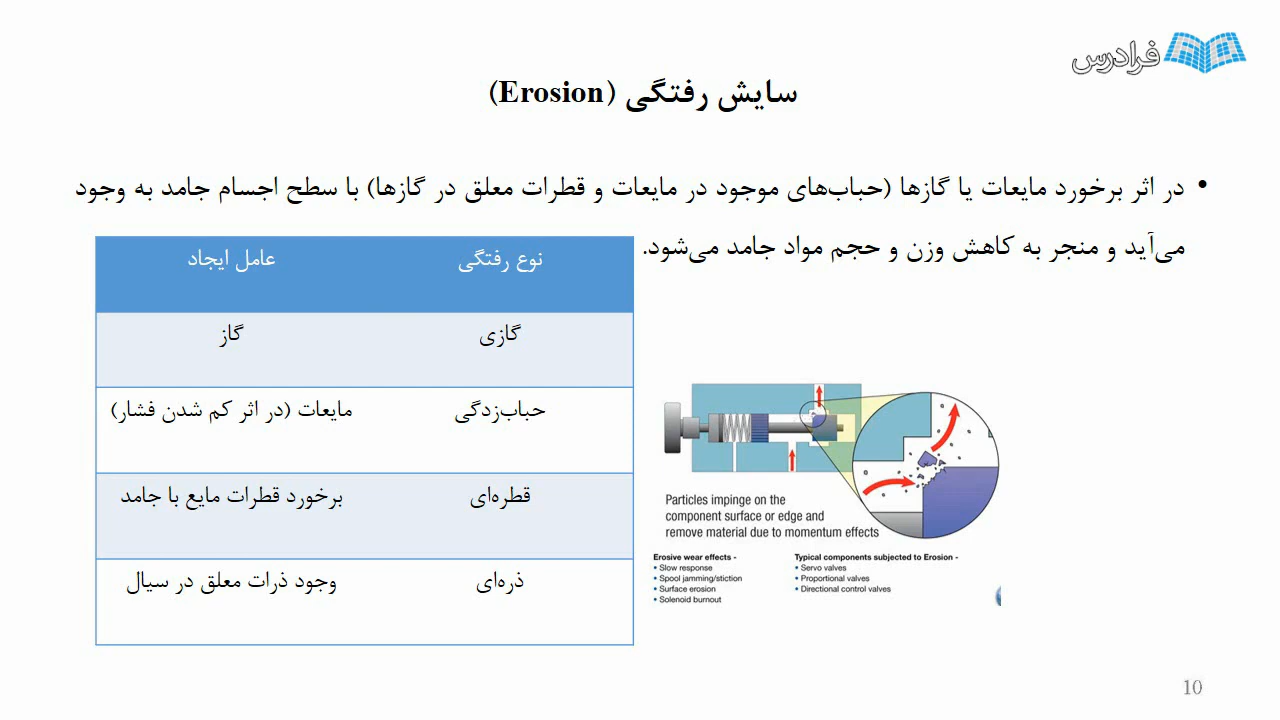 فرادرس
سایش رفتگی (Erosion)
• در اثر برخورد مایعات یا گازها (حباب‌های موجود در مایعات و قطرات معلق در گازها) با سطح اجسام جامد به وجود
می‌آید و منجر به کاهش وزن و حجم مواد جامد می‌شود.
نوع رفتگی عامل ایجاد
گازی گاز
حباب‌زدگی مایعات (در اثر کم شدن فشار)
قطره‌ای برخورد قطرات مایع با جامد
ذره‌ای وجود ذرات معلق در سیال
Particles impinge on the
component surface or edge and
remove material due to momentum effects
Erosive wear effects -
• Slow response
• Spool jamming/stiction
• Surface erosion
• Solenoid burnout
Typical components subjected to Erosion -
• Servo valves
• Proportional valves
• Directional control valves
10